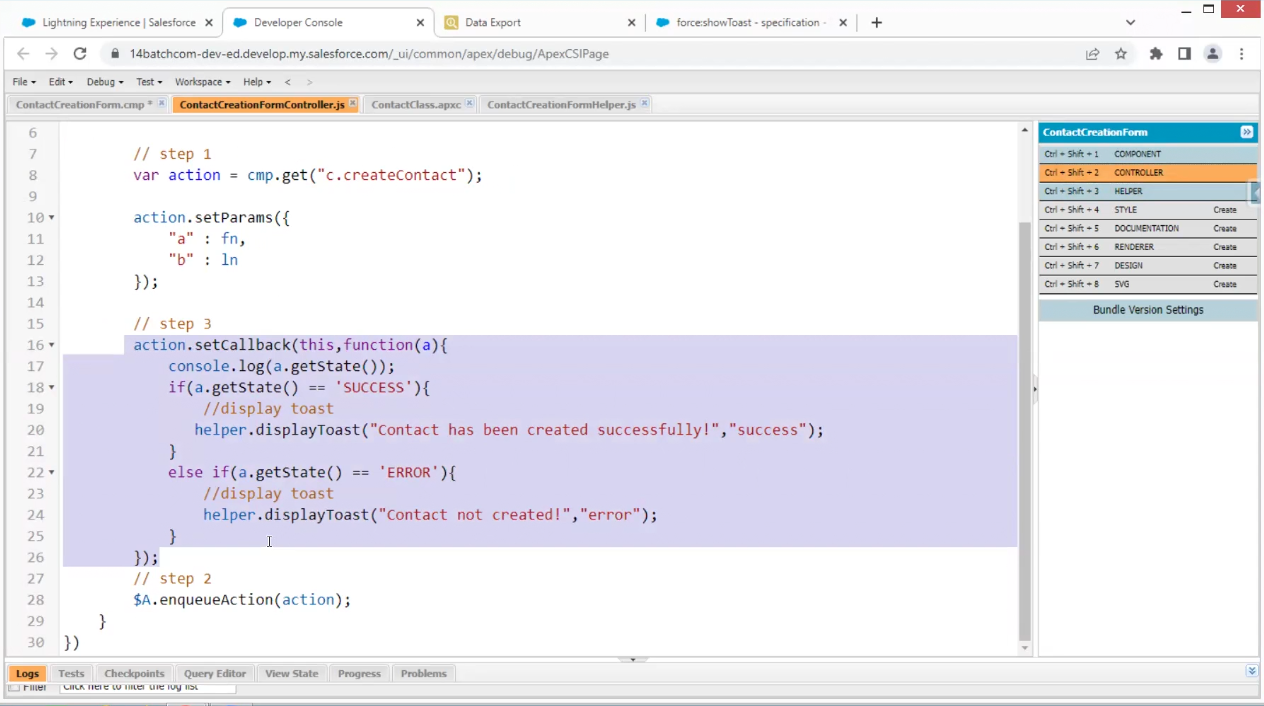 Lightning Experience | Salesforce
Developer Console
Data Export
force:showToast - specification -
14batchcom-dev-ed.develop.my.salesforce.com/_ui/common/apex/debug/ApexCSIPage
File Edit Debug Test Workspace Help < >
ContactCreationForm.cmp * ContactCreationFormController.js ContactClass.apxc ContactCreationFormHelper.js
6
7 // step 1
8 var action = cmp.get("c.createContact");
9
10 action.setParams({
11 "a" : fn,
12 "b" : ln
13 });
14
15 // step 3
16 action.setCallback(this,function(a){
17 console.log(a.getState());
18 if(a.getState() == 'SUCCESS'){
19 //display toast
20 helper.displayToast("Contact has been created successfully!","success");
21 }
22 else if(a.getState() == 'ERROR'){
23 //display toast
24 helper.displayToast("Contact not created!","error");
25 }
26 });
27 // step 2
28 $A.enqueueAction(action);
29 }
30 })
ContactCreationForm
Ctrl + Shift + 1 COMPONENT
Ctrl + Shift + 2 CONTROLLER
Ctrl + Shift + 3 HELPER
Ctrl + Shift + 4 STYLE Create
Ctrl + Shift + 5 DOCUMENTATION Create
Ctrl + Shift + 6 RENDERER Create
Ctrl + Shift + 7 DESIGN Create
Ctrl + Shift + 8 SVG Create
Bundle Version Settings
Logs Tests Checkpoints Query Editor View State Progress Problems
Filter Click here to filter the log list